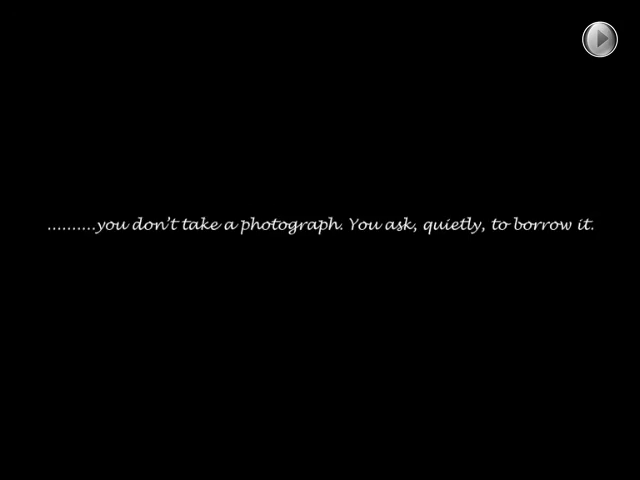 ..........you don't take a photograph. You ask, quietly, to borrow it.